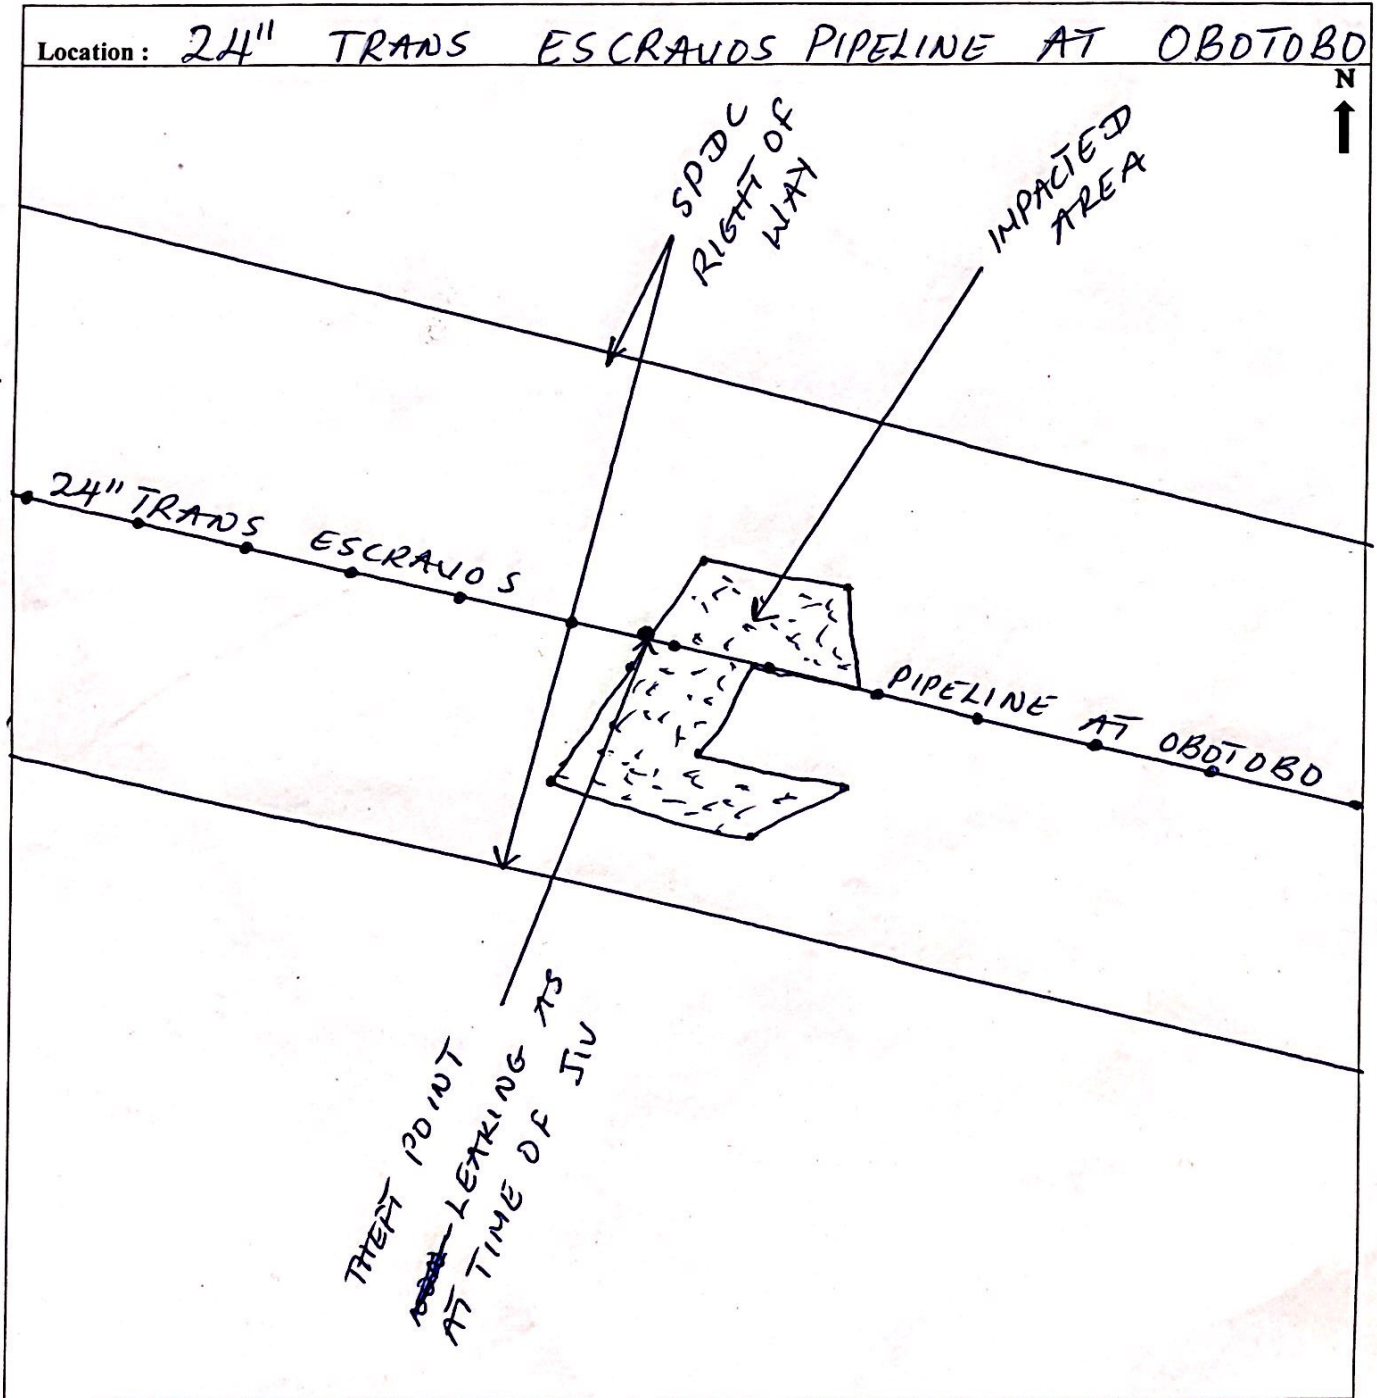 Location : 24" TRANS ESCRAVOS PIPELINE AT OBOTOBO
N
SPDC
RIGHT OF
WAY
IMPACTED
AREA
24" TRANS ESCRAVOS PIPELINE AT OBOTOBO
THEFT POINT
LEAKING AS
AT TIME OF JIV